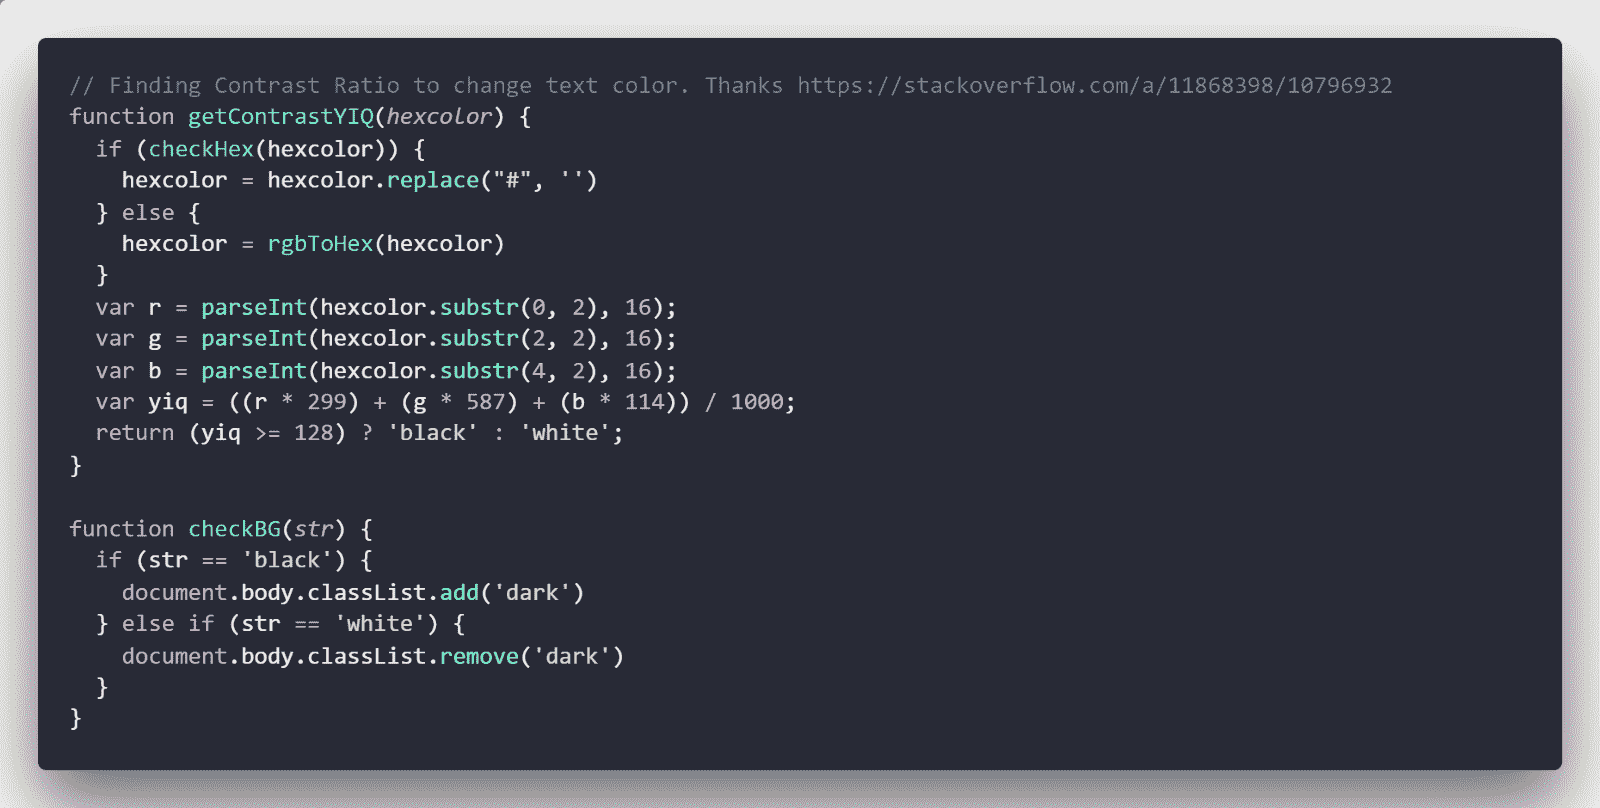 // Finding Contrast Ratio to change text color. Thanks https://stackoverflow.com/a/11868398/10796932
function getContrastYIQ(hexcolor) {
  if (checkHex(hexcolor)) {
    hexcolor = hexcolor.replace("#", '')
  } else {
    hexcolor = rgbToHex(hexcolor)
  }
  var r = parseInt(hexcolor.substr(0, 2), 16);
  var g = parseInt(hexcolor.substr(2, 2), 16);
  var b = parseInt(hexcolor.substr(4, 2), 16);
  var yiq = ((r * 299) + (g * 587) + (b * 114)) / 1000;
  return (yiq >= 128) ? 'black' : 'white';
}

function checkBG(str) {
  if (str == 'black') {
    document.body.classList.add('dark')
  } else if (str == 'white') {
    document.body.classList.remove('dark')
  }
}